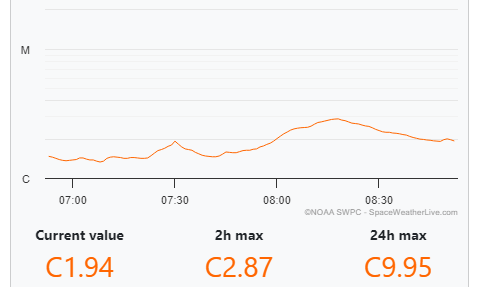 M
C
07:00 07:30 08:00 08:30
©NOAA SWPC - SpaceWeatherLive.com
Current value 2h max 24h max
C1.94 C2.87 C9.95